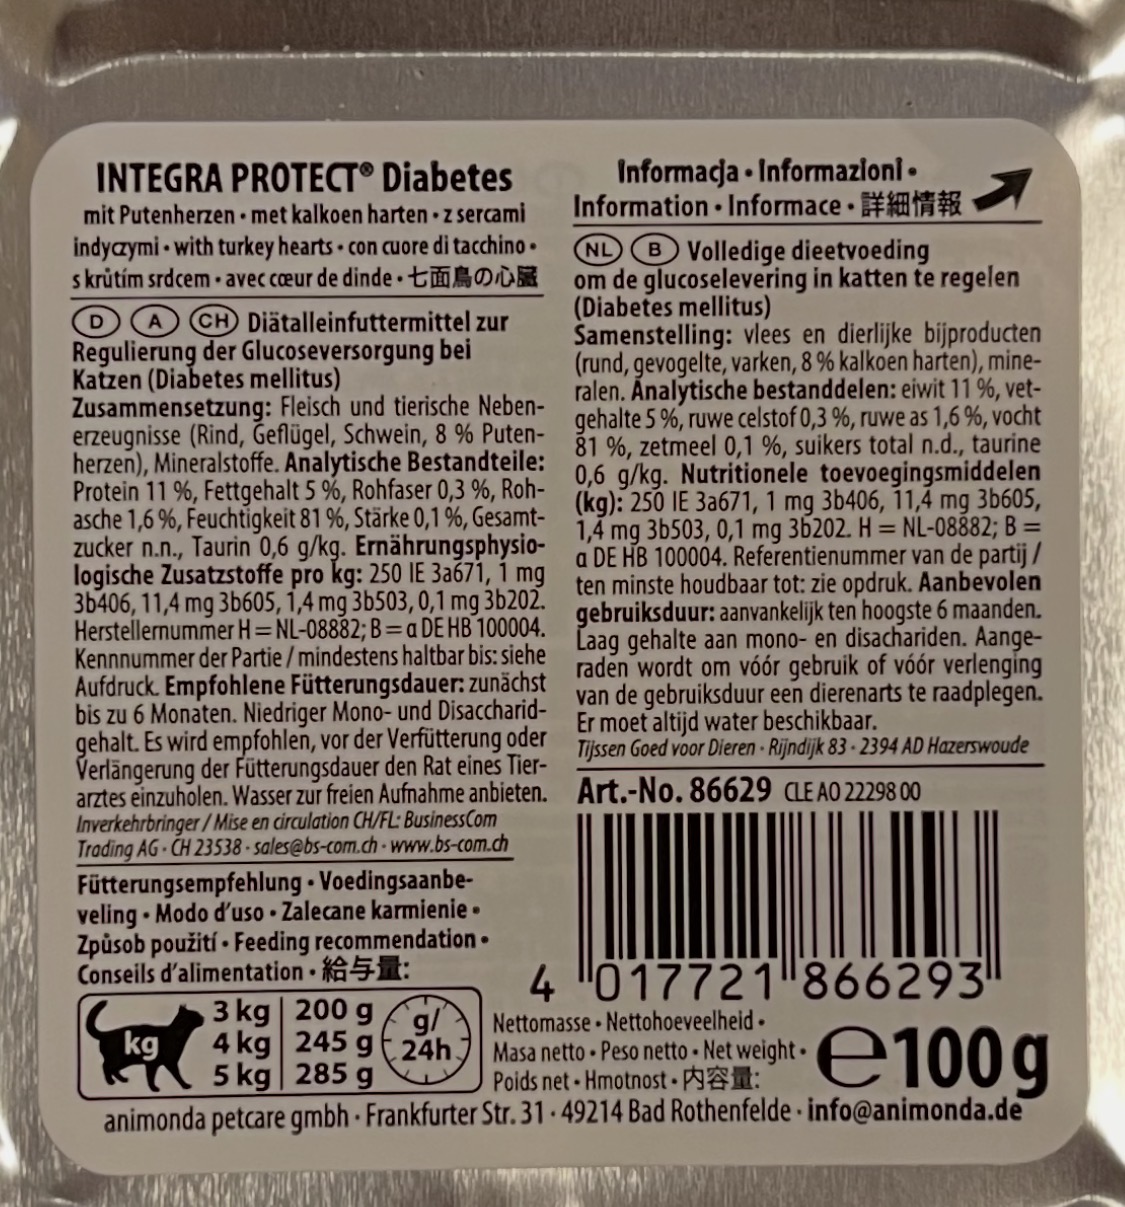 INTEGRA PROTECT® Diabetes
mit Putenherzen • met kalkoen harten • z sercami
indyczymi • with turkey hearts • con cuore di tacchino •
s krůtím srdcem • avec cœur de dinde • 七面鳥の心臓
D A CH Diätalleinfuttermittel zur
Regulierung der Glucoseversorgung bei
Katzen (Diabetes mellitus)
Zusammensetzung: Fleisch und tierische Neben-
erzeugnisse (Rind, Geflügel, Schwein, 8 % Puten-
herzen), Mineralstoffe. Analytische Bestandteile:
Protein 11 %, Fettgehalt 5 %, Rohfaser 0,3 %, Roh-
asche 1,6 %, Feuchtigkeit 81 %, Stärke 0,1 %, Gesamt-
zucker n.n., Taurin 0,6 g/kg. Ernährungsphysio-
logische Zusatzstoffe pro kg: 250 IE 3a671, 1 mg
3b406, 11,4 mg 3b605, 1,4 mg 3b503, 0,1 mg 3b202.
Herstellernummer H = NL-08882; B = α DE HB 100004.
Kennnummer der Partie / mindestens haltbar bis: siehe
Aufdruck. Empfohlene Fütterungsdauer: zunächst
bis zu 6 Monaten. Niedriger Mono- und Disaccharid-
gehalt. Es wird empfohlen, vor der Verfütterung oder
Verlängerung der Fütterungsdauer den Rat eines Tier-
arztes einzuholen. Wasser zur freien Aufnahme anbieten.
Inverkehrbringer / Mise en circulation CH/FL: BusinessCom
Trading AG • CH 23538 • sales@bs-com.ch • www.bs-com.ch
Fütterungsempfehlung • Voedingsaanbe-
veling • Modo d'uso • Zalecane karmienie •
Způsob použití • Feeding recommendation •
Conseils d'alimentation • 給与量:
kg
3 kg 200 g
4 kg 245 g
5 kg 285 g
g/
24h
Informacja • Informazioni •
Information • Informace • 詳細情報
NL B Volledige dieetvoeding
om de glucoselevering in katten te regelen
(Diabetes mellitus)
Samenstelling: vlees en dierlijke bijproducten
(rund, gevogelte, varken, 8 % kalkoen harten), mine-
ralen. Analytische bestanddelen: eiwit 11 %, vet-
gehalte 5 %, ruwe celstof 0,3 %, ruwe as 1,6 %, vocht
81 %, zetmeel 0,1 %, suikers total n.d., taurine
0,6 g/kg. Nutritionele toevoegingsmiddelen
(kg): 250 IE 3a671, 1 mg 3b406, 11,4 mg 3b605,
1,4 mg 3b503, 0,1 mg 3b202. H = NL-08882; B =
α DE HB 100004. Referentienummer van de partij /
ten minste houdbaar tot: zie opdruk. Aanbevolen
gebruiksduur: aanvankelijk ten hoogste 6 maanden.
Laag gehalte aan mono- en disachariden. Aange-
raden wordt om vóór gebruik of vóór verlenging
van de gebruiksduur een dierenarts te raadplegen.
Er moet altijd water beschikbaar.
Tijssen Goed voor Dieren • Rijndijk 83 • 2394 AD Hazerswoude
Art.-No. 86629 CLE AO 22298 00
4 017721 866293
Nettomasse • Nettohoeveelheid •
Masa netto • Peso netto • Net weight •
Poids net • Hmotnost • 内容量:
℮100 g
animonda petcare gmbh • Frankfurter Str. 31 • 49214 Bad Rothenfelde • info@animonda.de